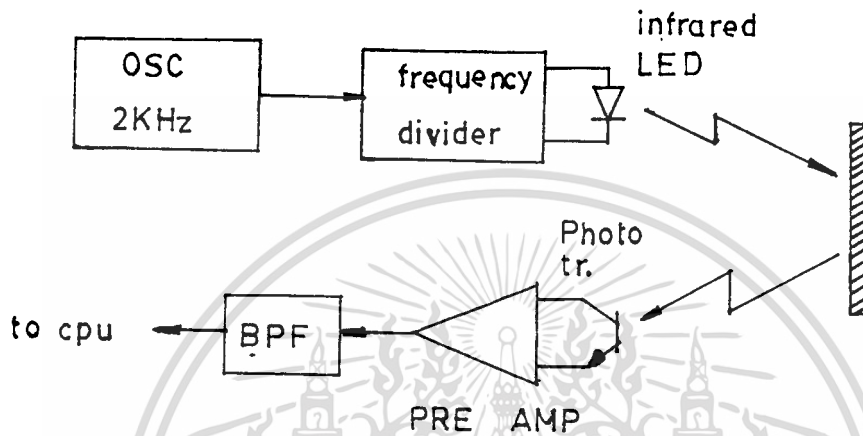 OSC
2KHz
frequency
divider
infrared
LED
Photo
tr.
to cpu
BPF
PRE AMP